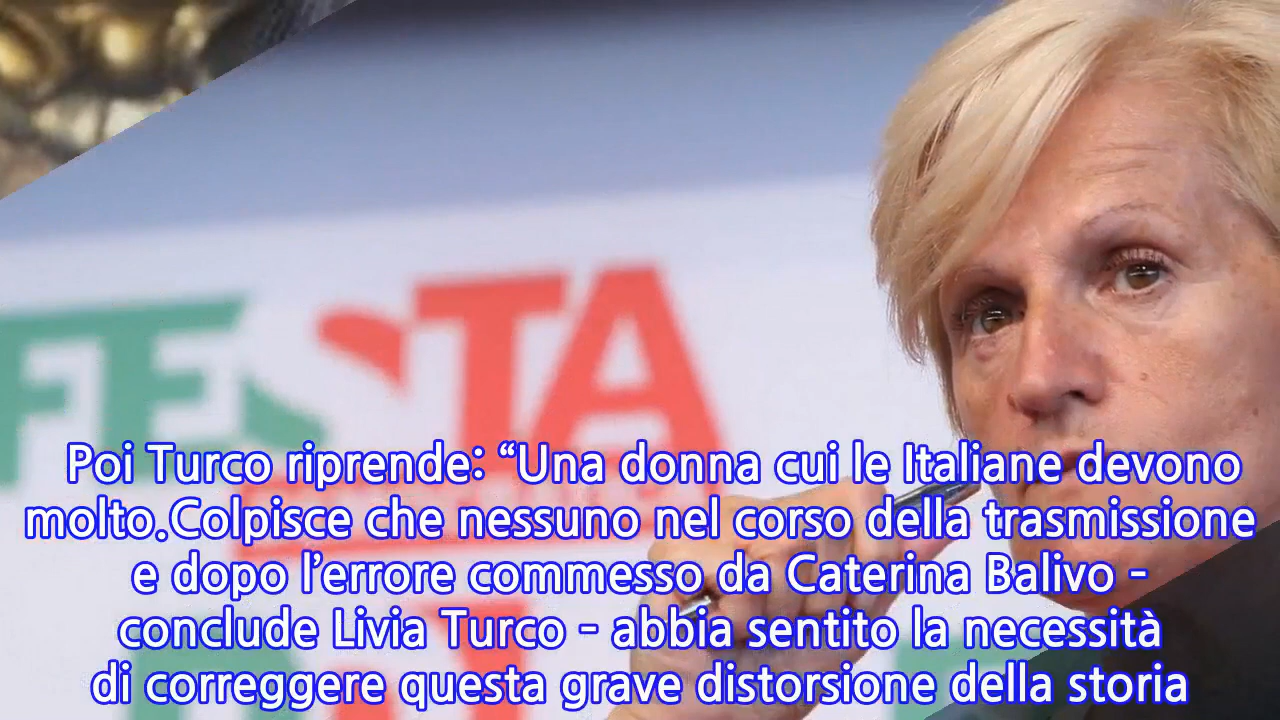 FESTA
Poi Turco riprende: “Una donna cui le Italiane devono
molto.Colpisce che nessuno nel corso della trasmissione
e dopo l'errore commesso da Caterina Balivo -
conclude Livia Turco - abbia sentito la necessità
di correggere questa grave distorsione della storia